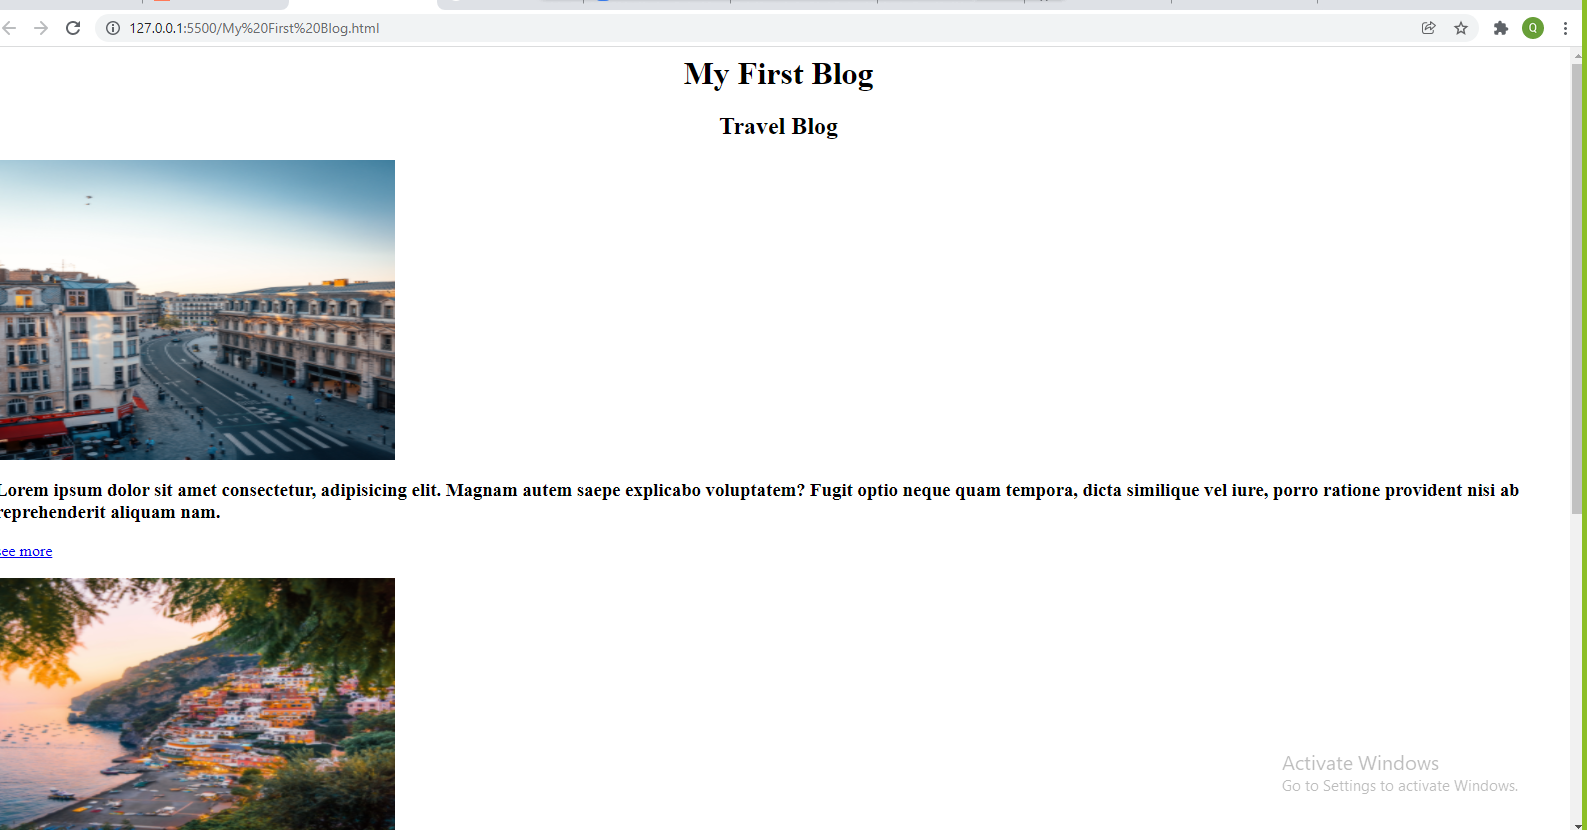 127.0.0.1:5500/My%20First%20Blog.html
Q
My First Blog
Travel Blog
Lorem ipsum dolor sit amet consectetur, adipisicing elit. Magnam autem saepe explicabo voluptatem? Fugit optio neque quam tempora, dicta similique vel iure, porro ratione provident nisi ab
reprehenderit aliquam nam.
see more
Activate Windows
Go to Settings to activate Windows.